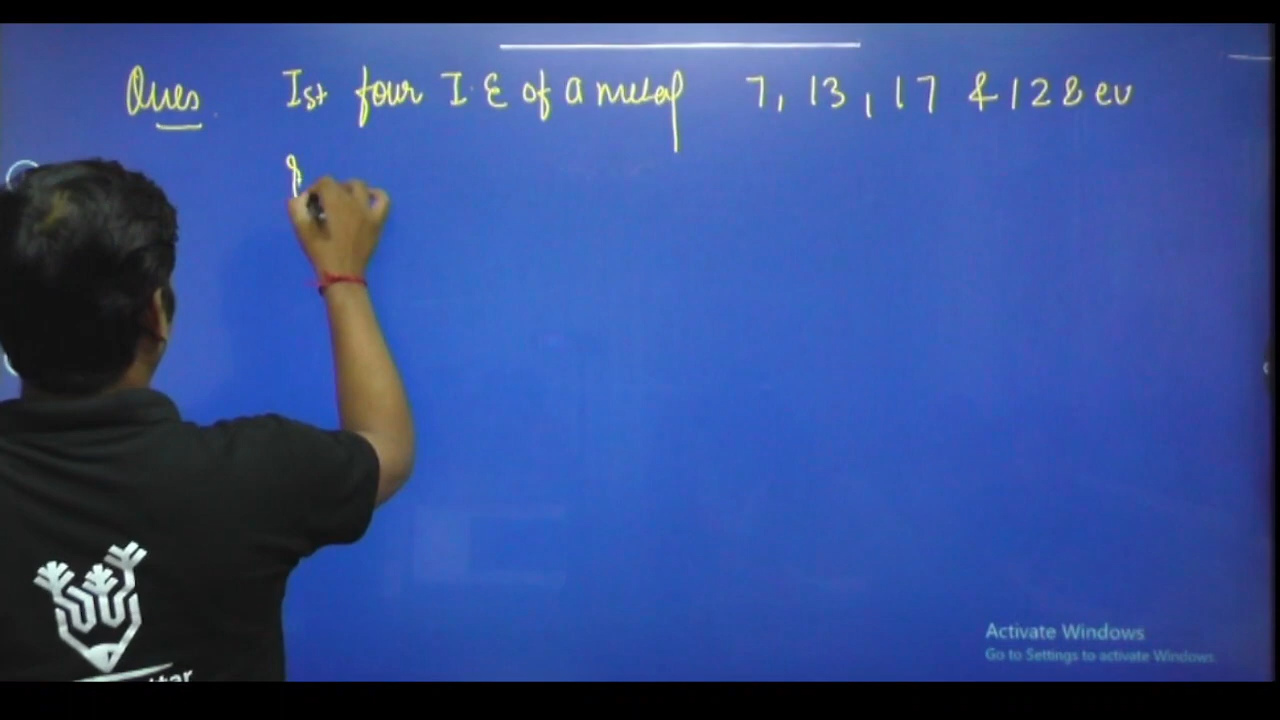 Ques Ist four I.E of a metal 7, 13, 17 & 128 ev
Activate Windows
Go to Settings to activate Windows.